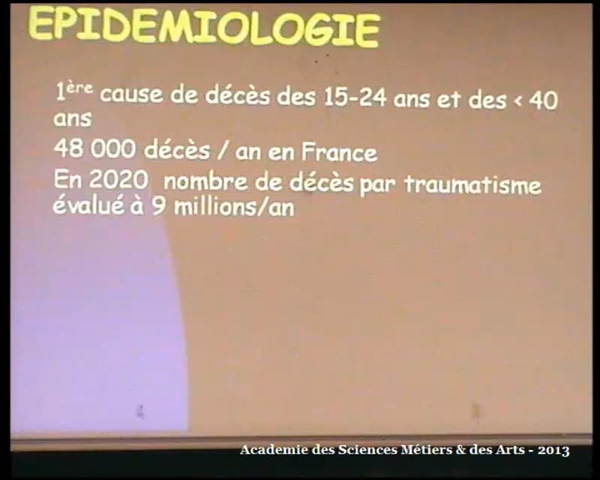 EPIDEMIOLOGIE
1ère cause de décès des 15-24 ans et des < 40
ans
48 000 décès / an en France
En 2020 nombre de décès par traumatisme
évalué à 9 millions/an
Academie des Sciences Métiers & des Arts - 2013